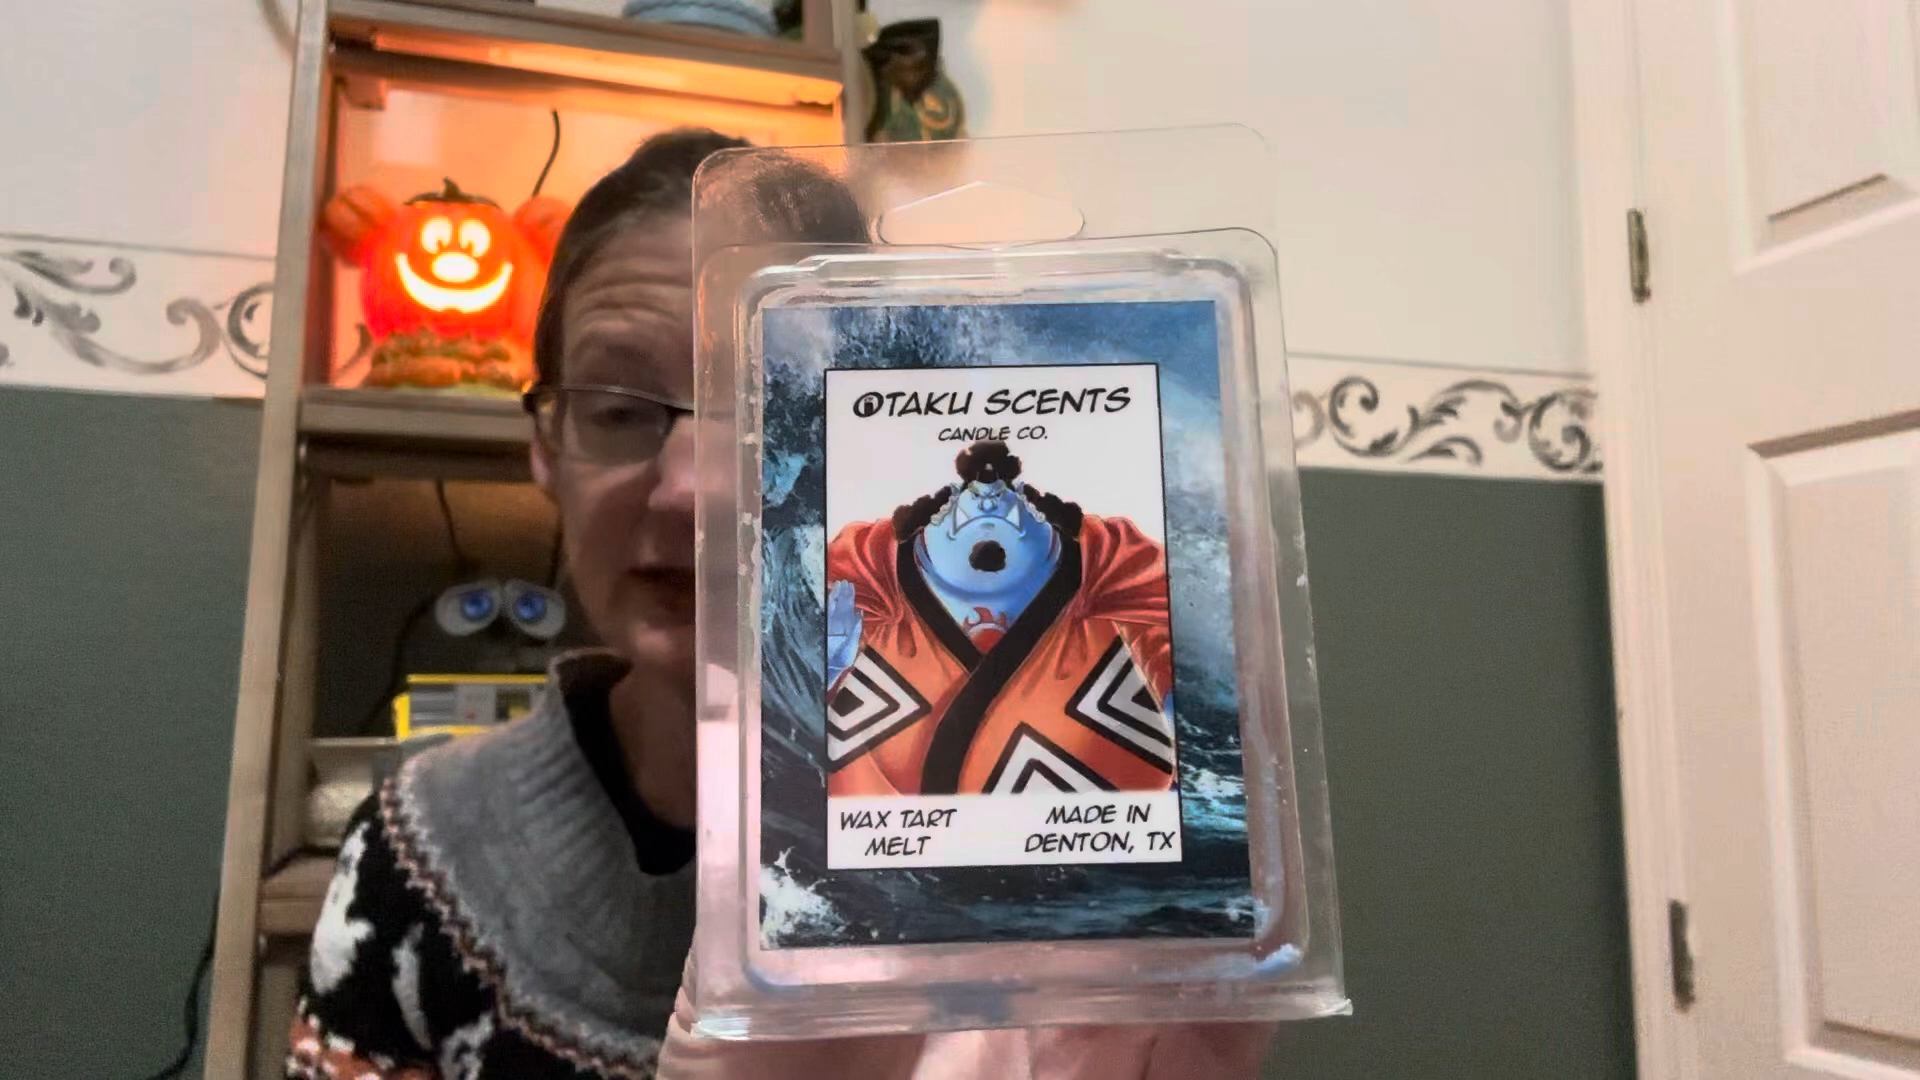 OTAKU SCENTS
CANDLE CO.
WAX TART
MELT
MADE IN
DENTON, TX